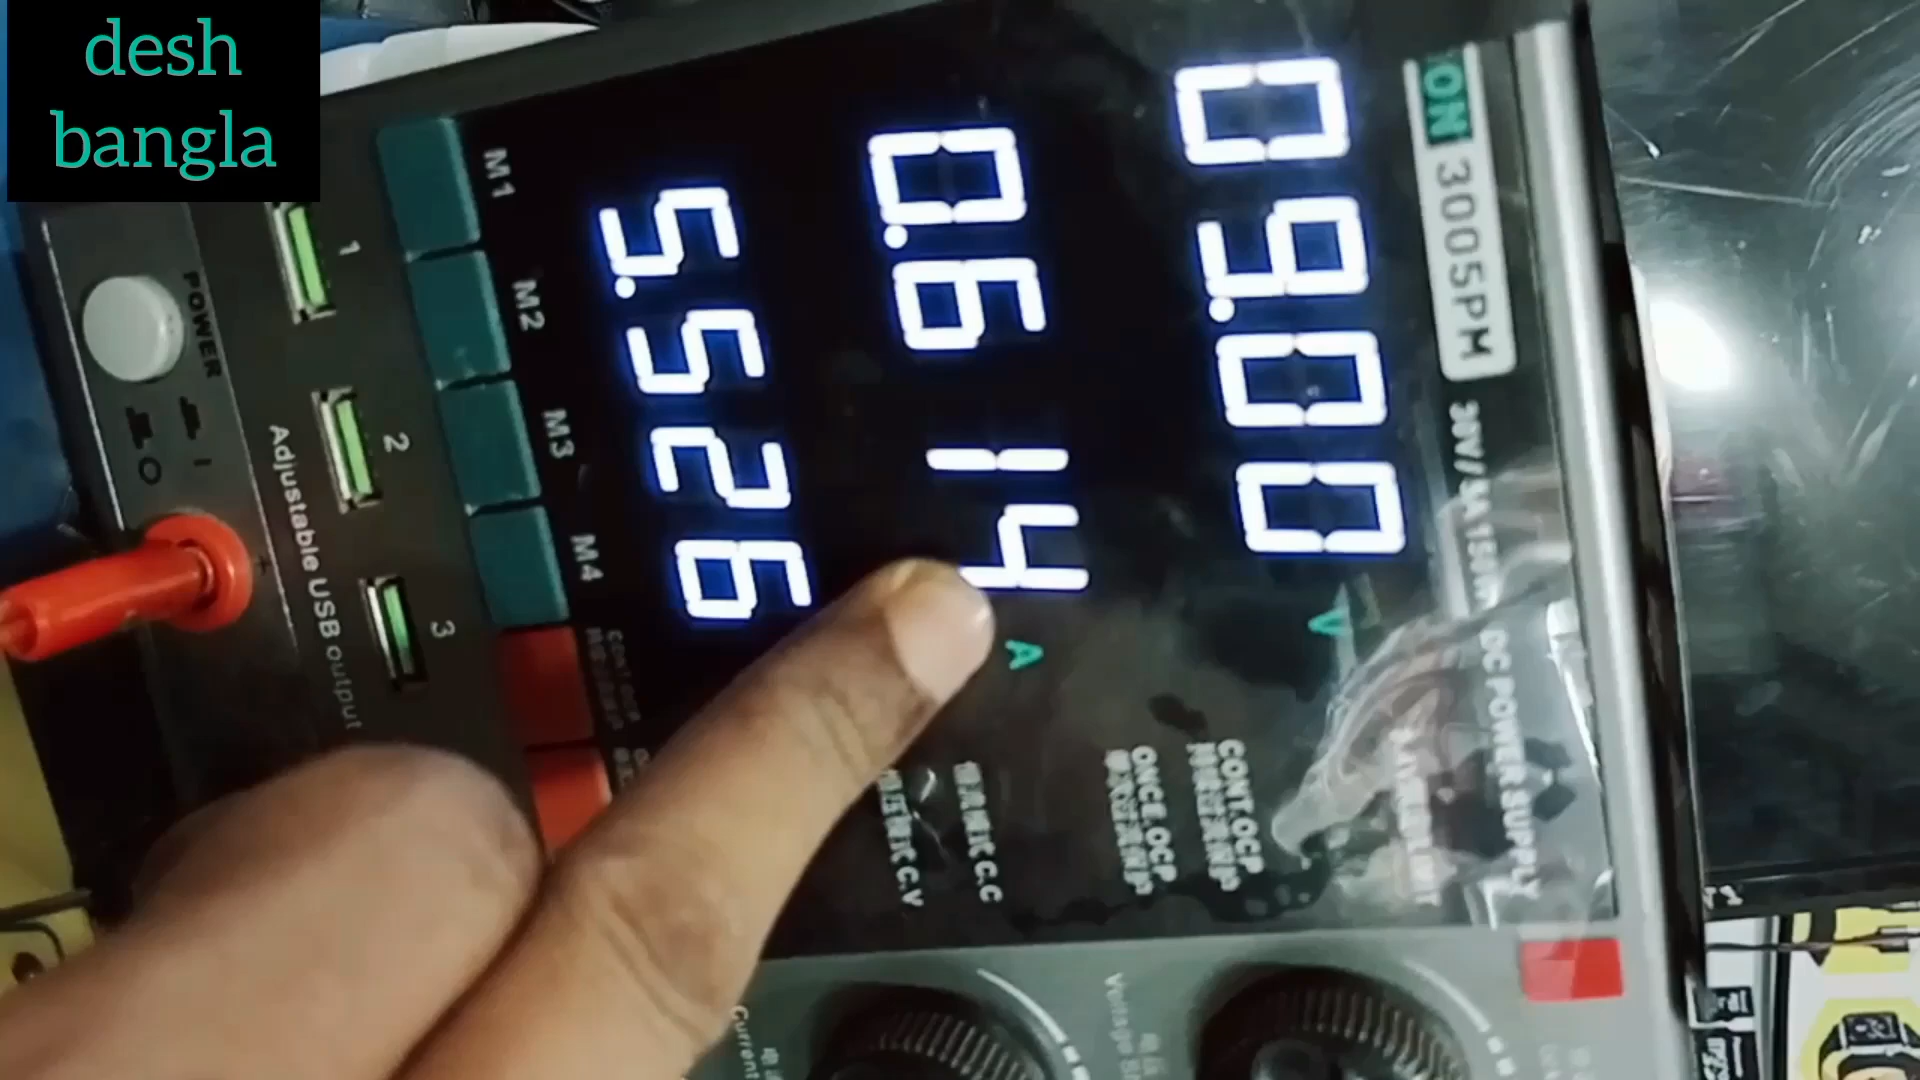 desh
bangla
TON 3005PM
30V/5A 150W DC POWER SUPPLY
09.00 V
0.614 A
5.526
CONT.OCP
ONCE.OCP
C.C
C.V
M1
M2
M3
M4
1
2
3
Adjustable USB output
POWER
Current
Voltage